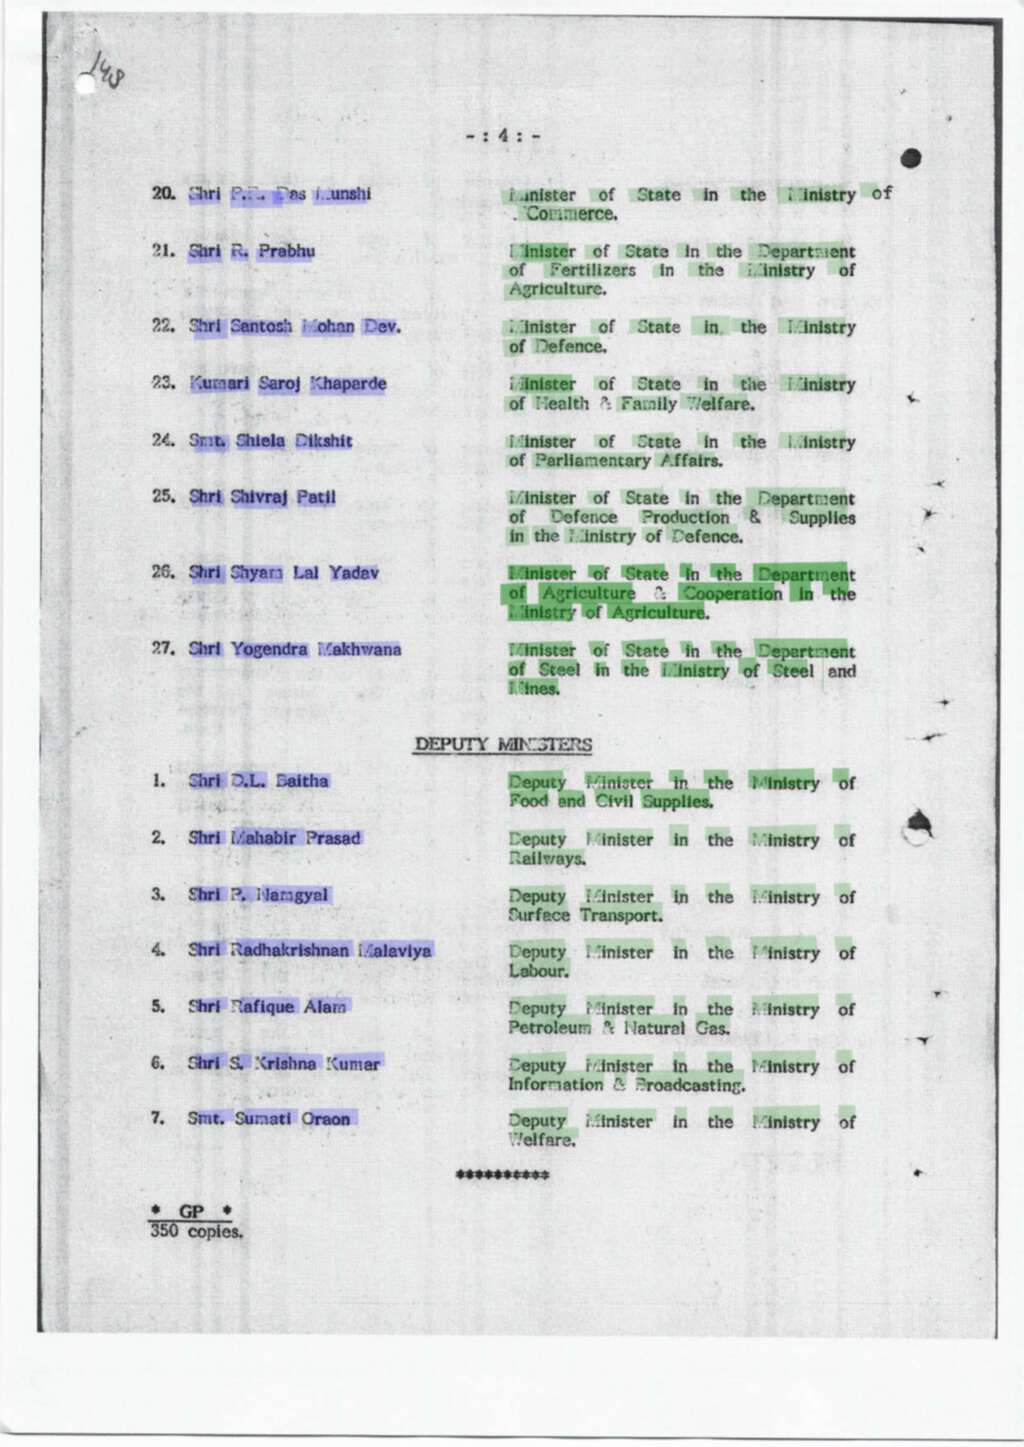 148
- : 4 : -
20. Shri P.R. Das Munshi Minister of State in the Ministry of
Commerce.
21. Shri R. Prabhu Minister of State in the Department
of Fertilizers in the Ministry of
Agriculture.
22. Shri Santosh Mohan Dev. Minister of State in the Ministry
of Defence.
23. Kumari Saroj Khaparde Minister of State in the Ministry
of Health & Family Welfare.
24. Smt. Shiela Dikshit Minister of State in the Ministry
of Parliamentary Affairs.
25. Shri Shivraj Patil Minister of State in the Department
of Defence Production & Supplies
in the Ministry of Defence.
26. Shri Shyam Lal Yadav Minister of State in the Department
of Agriculture & Cooperation in the
Ministry of Agriculture.
27. Shri Yogendra Makhwana Minister of State in the Department
of Steel in the Ministry of Steel and
Mines.
DEPUTY MINISTERS
1. Shri D.L. Baitha Deputy Minister in the Ministry of
Food and Civil Supplies.
2. Shri Mahabir Prasad Deputy Minister in the Ministry of
Railways.
3. Shri P. Namgyal Deputy Minister in the Ministry of
Surface Transport.
4. Shri Radhakrishnan Malaviya Deputy Minister in the Ministry of
Labour.
5. Shri Rafique Alam Deputy Minister in the Ministry of
Petroleum & Natural Gas.
6. Shri S. Krishna Kumar Deputy Minister in the Ministry of
Information & Broadcasting.
7. Smt. Sumati Oraon Deputy Minister in the Ministry of
Welfare.
**********
* GP *
350 copies.